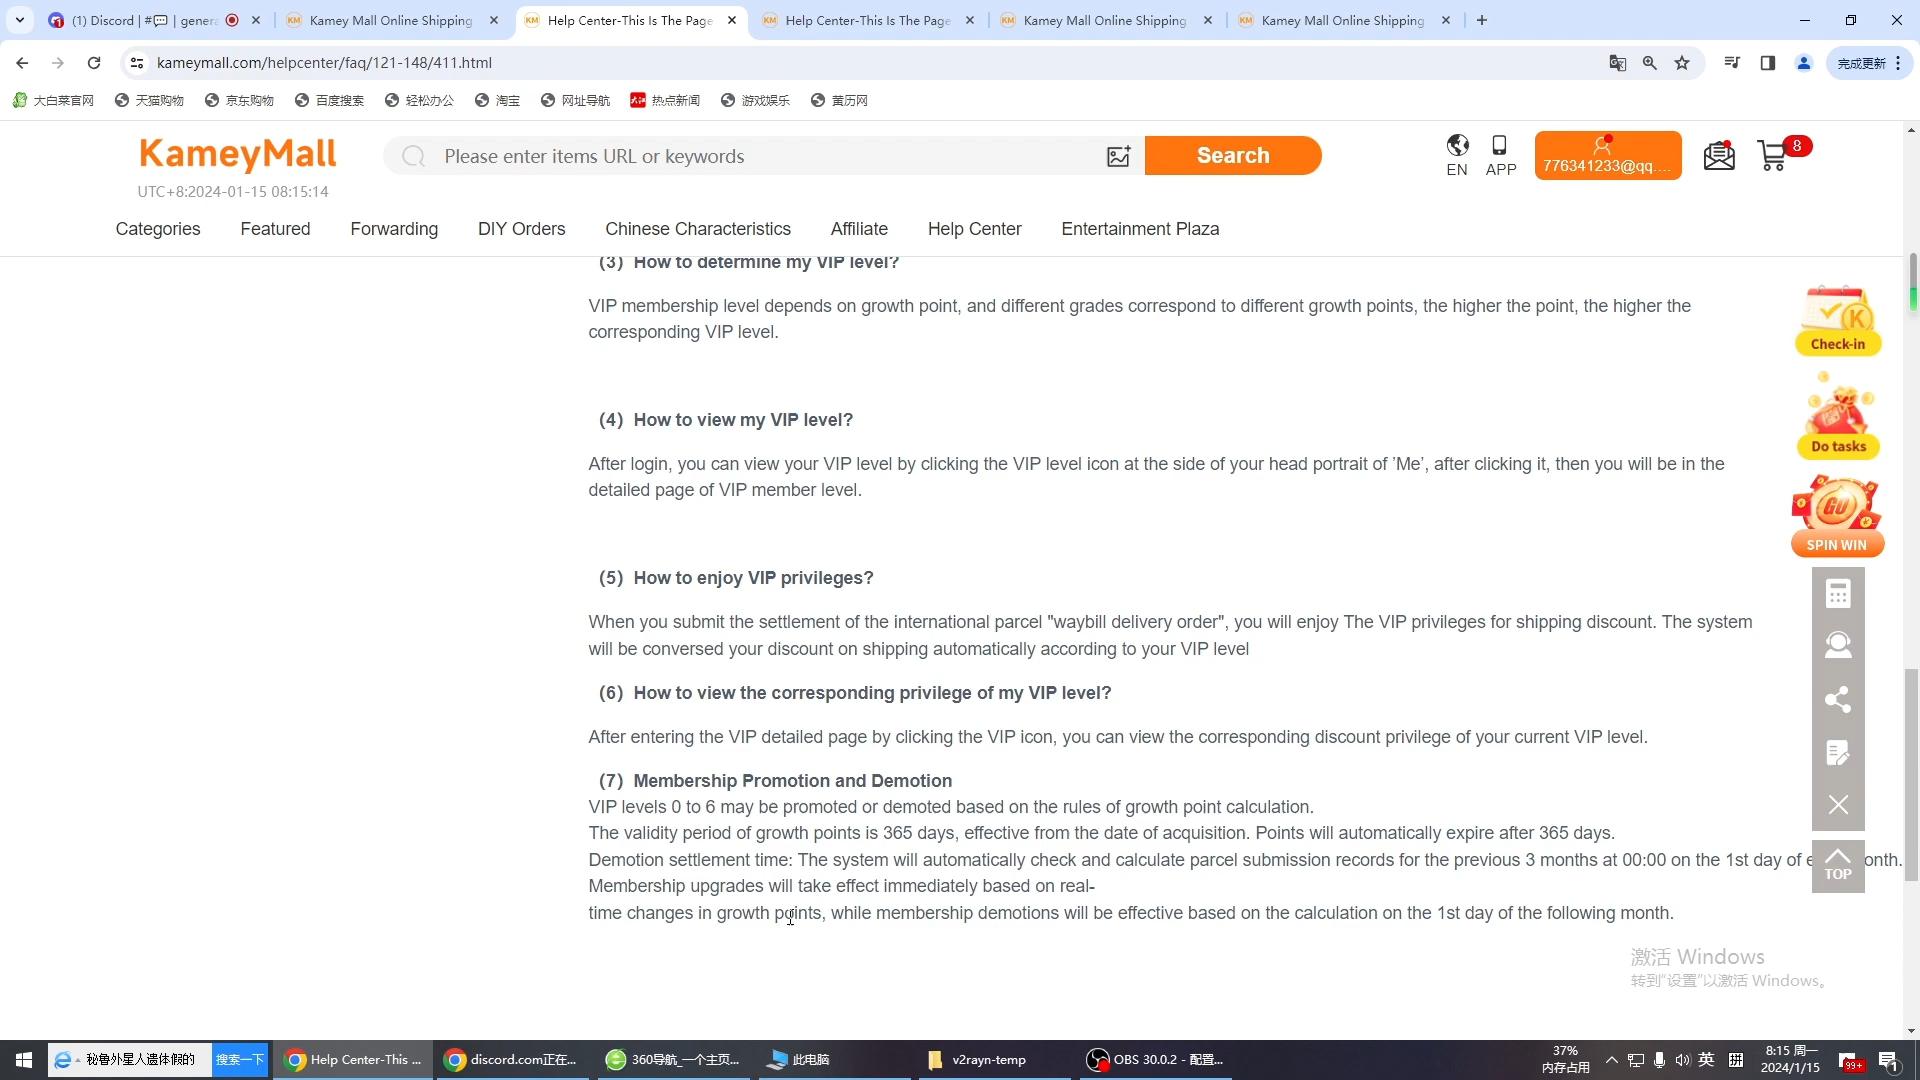 (1) Discord | #💬 | genera
Kamey Mall Online Shipping
Help Center-This Is The Page
Help Center-This Is The Page
Kamey Mall Online Shipping
Kamey Mall Online Shipping
kameymall.com/helpcenter/faq/121-148/411.html
完成更新
大白菜官网
天猫购物
京东购物
百度搜索
轻松办公
淘宝
网址导航
热点新闻
游戏娱乐
黄历网
KameyMall
UTC+8:2024-01-15 08:15:14
Please enter items URL or keywords
Search
EN
APP
776341233@qq....
8
Categories
Featured
Forwarding
DIY Orders
Chinese Characteristics
Affiliate
Help Center
Entertainment Plaza
（3）How to determine my VIP level?
VIP membership level depends on growth point, and different grades correspond to different growth points, the higher the point, the higher the
corresponding VIP level.
（4）How to view my VIP level?
After login, you can view your VIP level by clicking the VIP level icon at the side of your head portrait of ’Me’, after clicking it, then you will be in the
detailed page of VIP member level.
（5）How to enjoy VIP privileges?
When you submit the settlement of the international parcel "waybill delivery order", you will enjoy The VIP privileges for shipping discount. The system
will be conversed your discount on shipping automatically according to your VIP level
（6）How to view the corresponding privilege of my VIP level?
After entering the VIP detailed page by clicking the VIP icon, you can view the corresponding discount privilege of your current VIP level.
（7）Membership Promotion and Demotion
VIP levels 0 to 6 may be promoted or demoted based on the rules of growth point calculation.
The validity period of growth points is 365 days, effective from the date of acquisition. Points will automatically expire after 365 days.
Demotion settlement time: The system will automatically check and calculate parcel submission records for the previous 3 months at 00:00 on the 1st day of e onth.
Membership upgrades will take effect immediately based on real-
time changes in growth points, while membership demotions will be effective based on the calculation on the 1st day of the following month.
K
Check-in
Do tasks
GO
SPIN WIN
TOP
激活 Windows
转到“设置”以激活 Windows。
秘鲁外星人遗体假的
搜索一下
Help Center-This ...
discord.com正在...
360导航_一个主页...
此电脑
v2rayn-temp
OBS 30.0.2 - 配置...
37%
内存占用
英
拼
8:15 周一
2024/1/15
99+
1